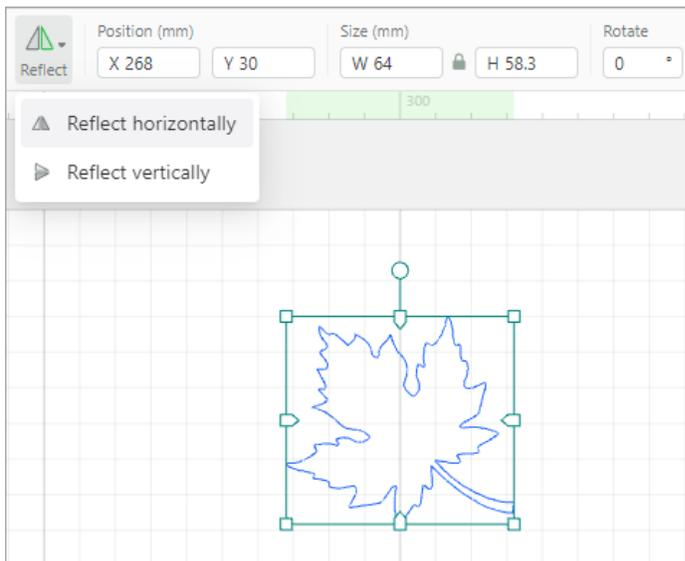 Position (mm)
Size (mm)
Rotate
Reflect
X 268
Y 30
W 64
H 58.3
0 °
300
Reflect horizontally
Reflect vertically